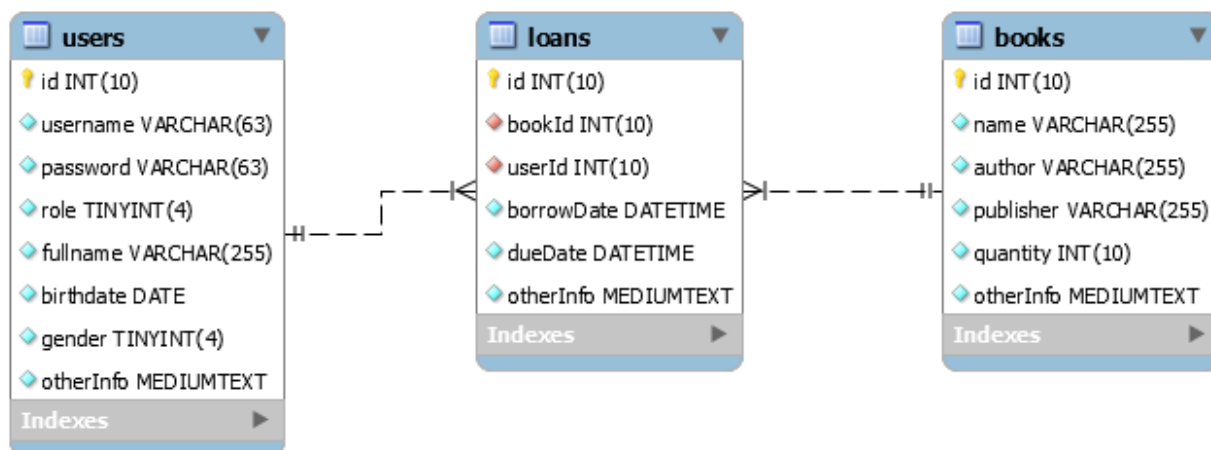 users
id INT(10)
username VARCHAR(63)
password VARCHAR(63)
role TINYINT(4)
fullname VARCHAR(255)
birthdate DATE
gender TINYINT(4)
otherInfo MEDIUMTEXT
Indexes
loans
id INT(10)
bookId INT(10)
userId INT(10)
borrowDate DATETIME
dueDate DATETIME
otherInfo MEDIUMTEXT
Indexes
books
id INT(10)
name VARCHAR(255)
author VARCHAR(255)
publisher VARCHAR(255)
quantity INT(10)
otherInfo MEDIUMTEXT
Indexes